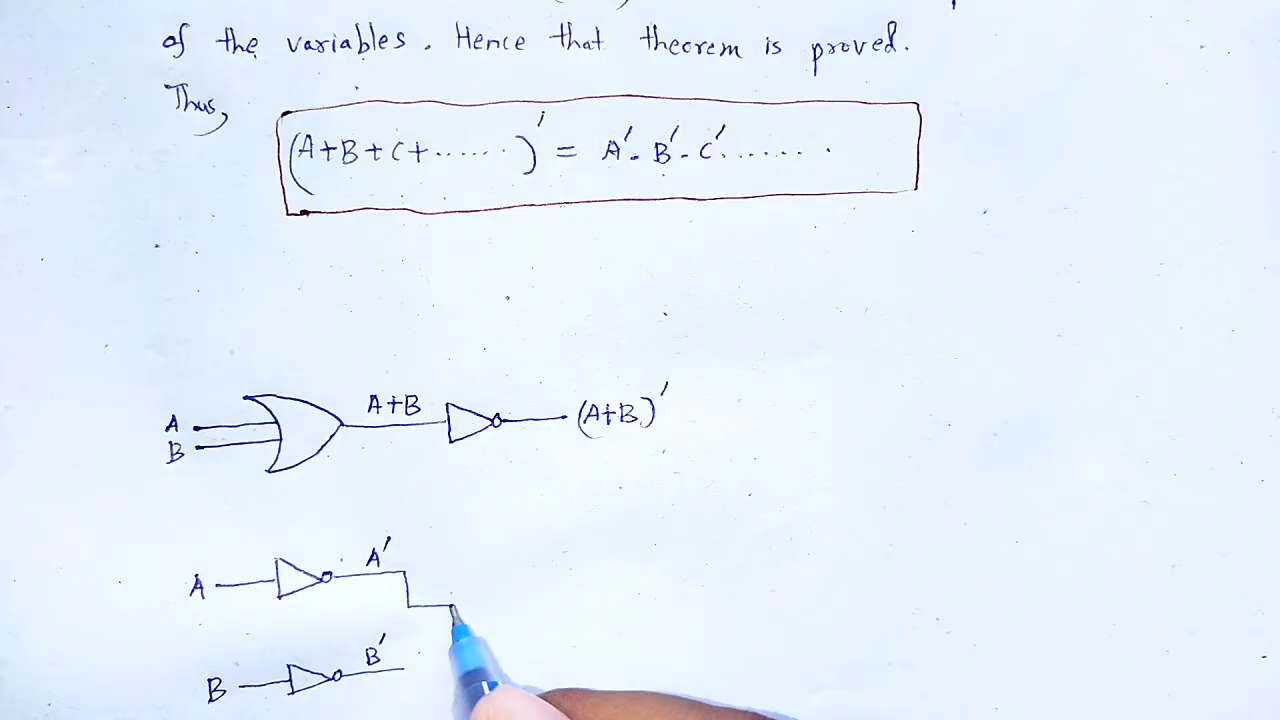 of the variables. Hence that theorem is proved.
Thus,
(A+B+C+......)' = A'. B'. C'.......
A+B
A
B
(A+B)'
A'
A
B'
B